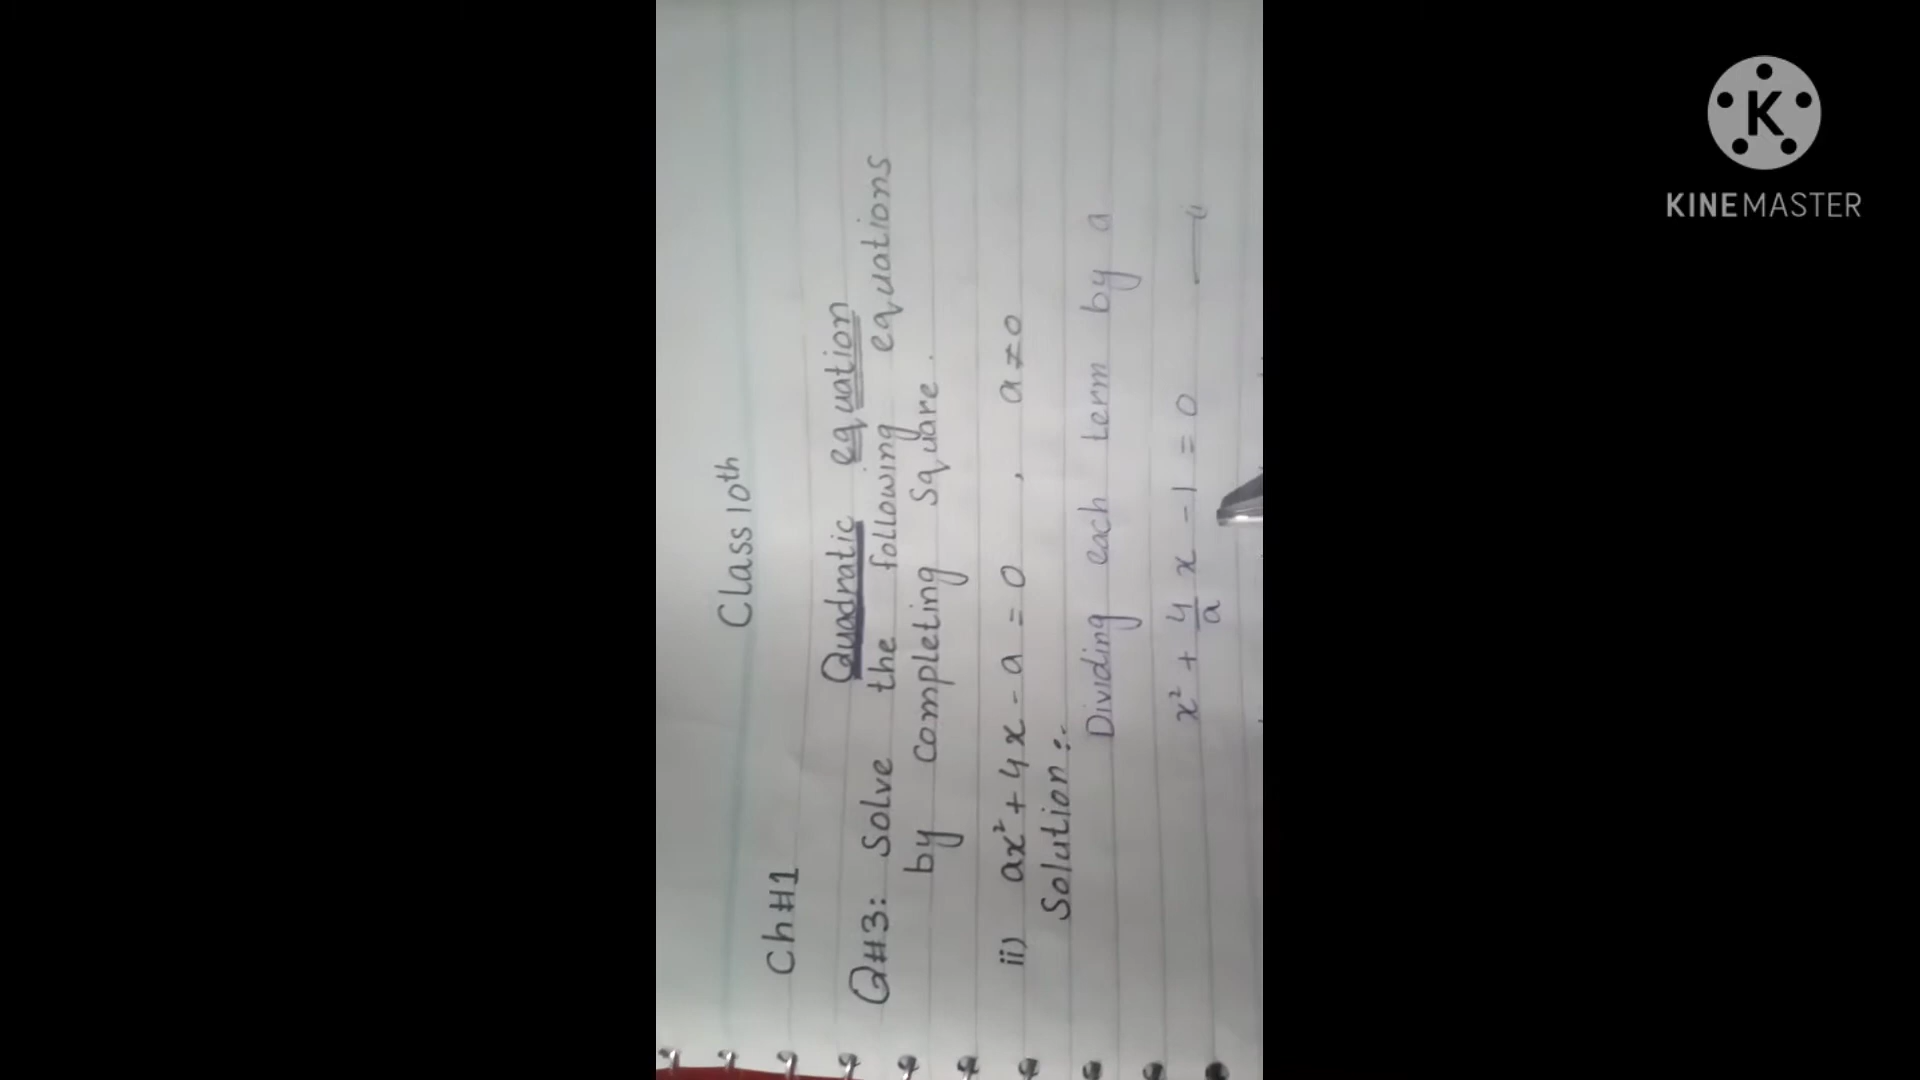 Class 10th
Ch#1
Quadratic equation
Q#3: Solve the following equations
by completing square.
ii) ax² + 4x - a = 0 , a ≠ 0
Solution:-
Dividing each term by a
x² + 4/a x - 1 = 0
K
KINEMASTER